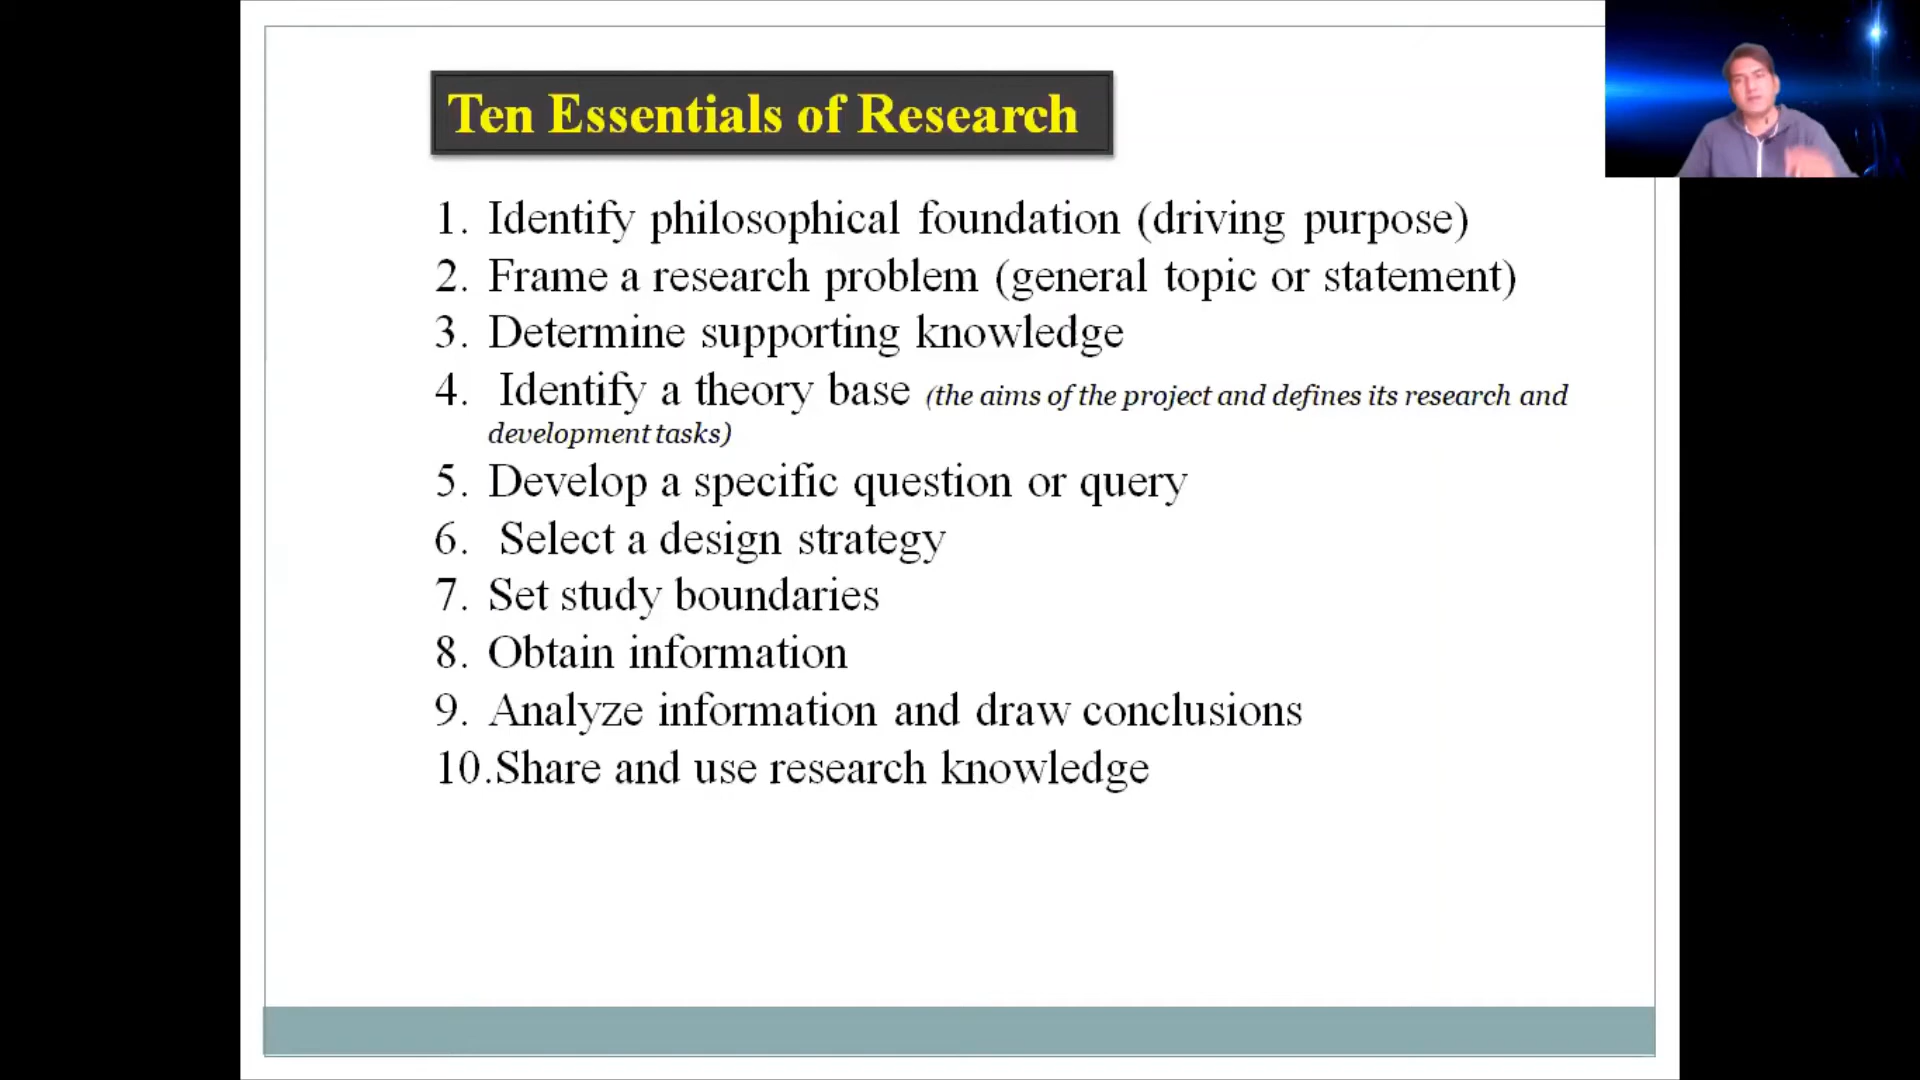 Ten Essentials of Research
1. Identify philosophical foundation (driving purpose)
2. Frame a research problem (general topic or statement)
3. Determine supporting knowledge
4. Identify a theory base (the aims of the project and defines its research and
development tasks)
5. Develop a specific question or query
6. Select a design strategy
7. Set study boundaries
8. Obtain information
9. Analyze information and draw conclusions
10.Share and use research knowledge